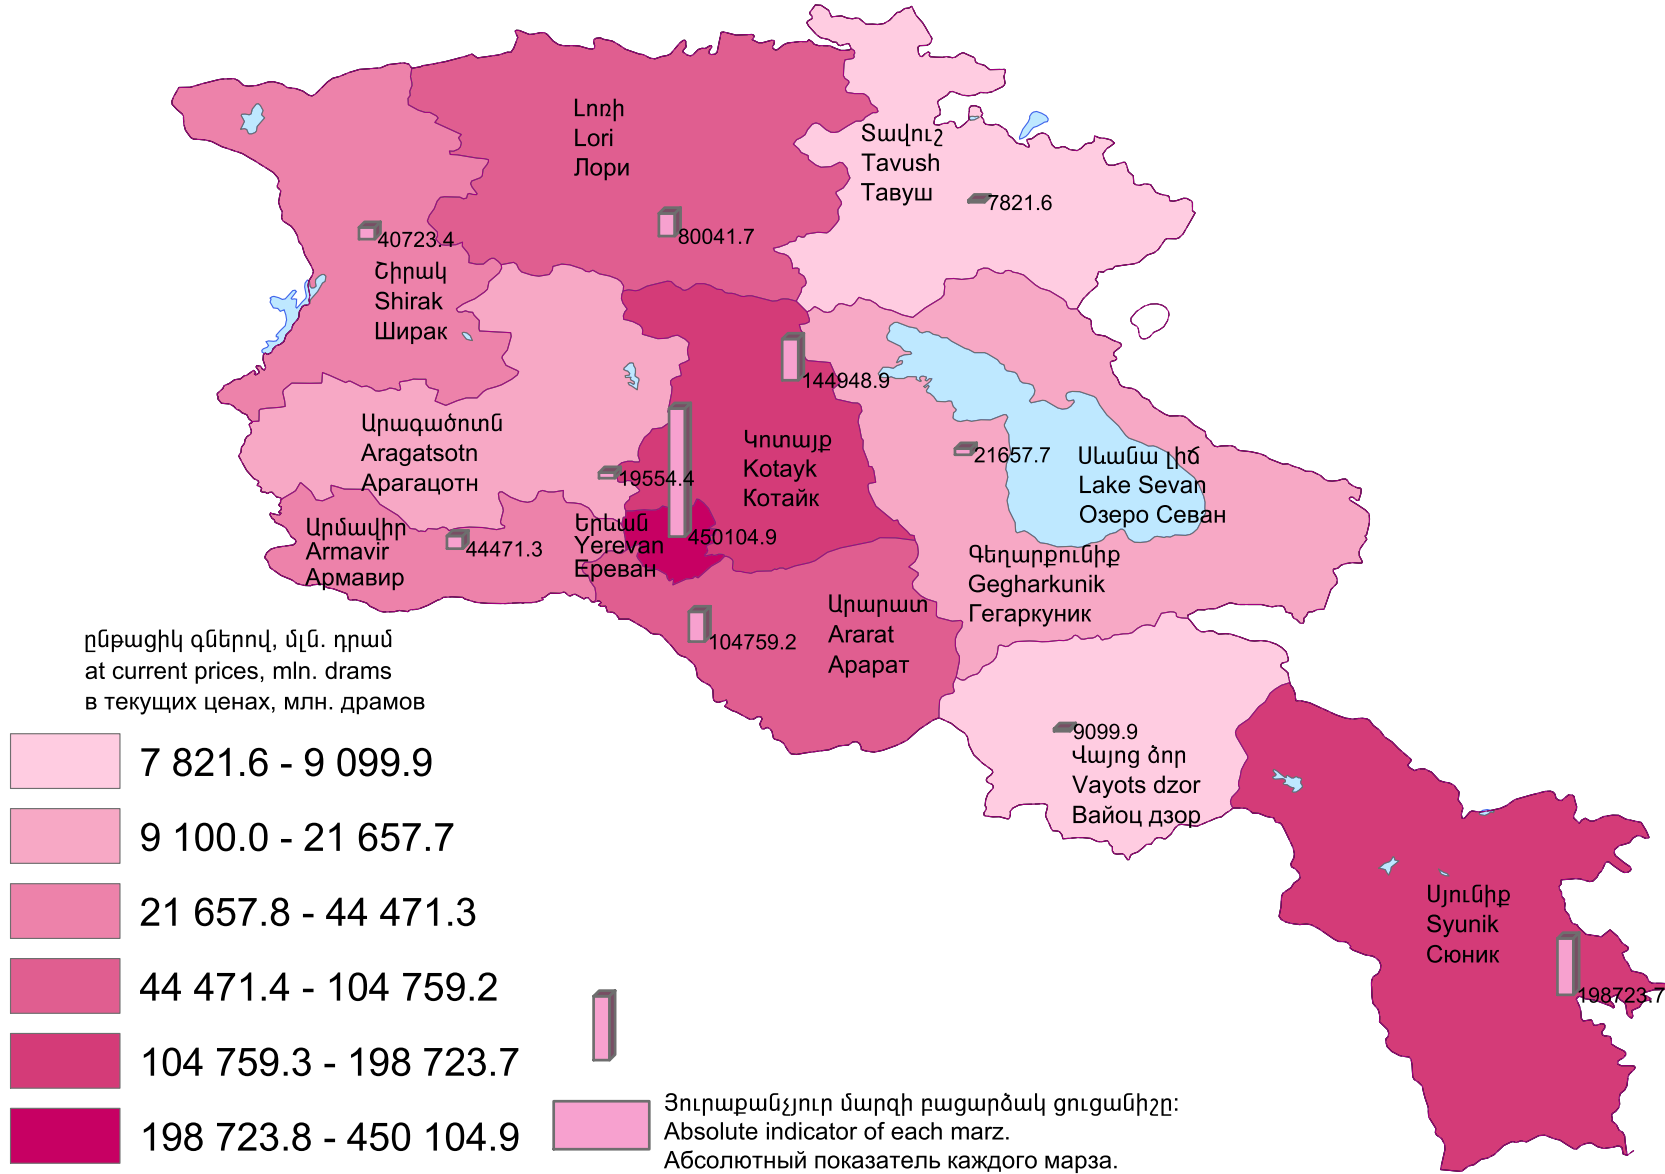 Լոռի
Lori
Лори
80041.7
Տավուշ
Tavush
Тавуш
7821.6
40723.4
Շիրակ
Shirak
Ширак
144948.9
Արագածոտն
Aragatsotn
Арагацотн
19554.4
Կոտայք
Kotayk
Котайк
21657.7
Սևանա լիճ
Lake Sevan
Озеро Севан
Արմավիր
Armavir
Армавир
44471.3
Երևան
Yerevan
Ереван
450104.9
Գեղարքունիք
Gegharkunik
Гегаркуник
104759.2
Արարատ
Ararat
Арарат
9099.9
Վայոց ձոր
Vayots dzor
Вайоц дзор
Սյունիք
Syunik
Сюник
198723.7
ընթացիկ գներով, մլն. դրամ
at current prices, mln. drams
в текущих ценах, млн. драмов
7 821.6 - 9 099.9
9 100.0 - 21 657.7
21 657.8 - 44 471.3
44 471.4 - 104 759.2
104 759.3 - 198 723.7
198 723.8 - 450 104.9
Յուրաքանչյուր մարզի բացարձակ ցուցանիշը:
Absolute indicator of each marz.
Абсолютный показатель каждого марза.